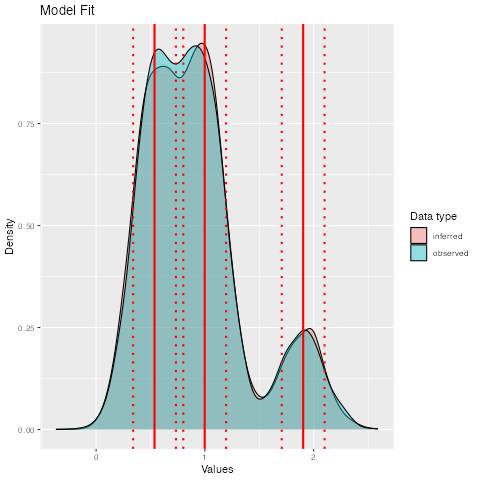 Model Fit
Density
0.75
0.50
0.25
0.00
0
1
2
Values
Data type
inferred
observed